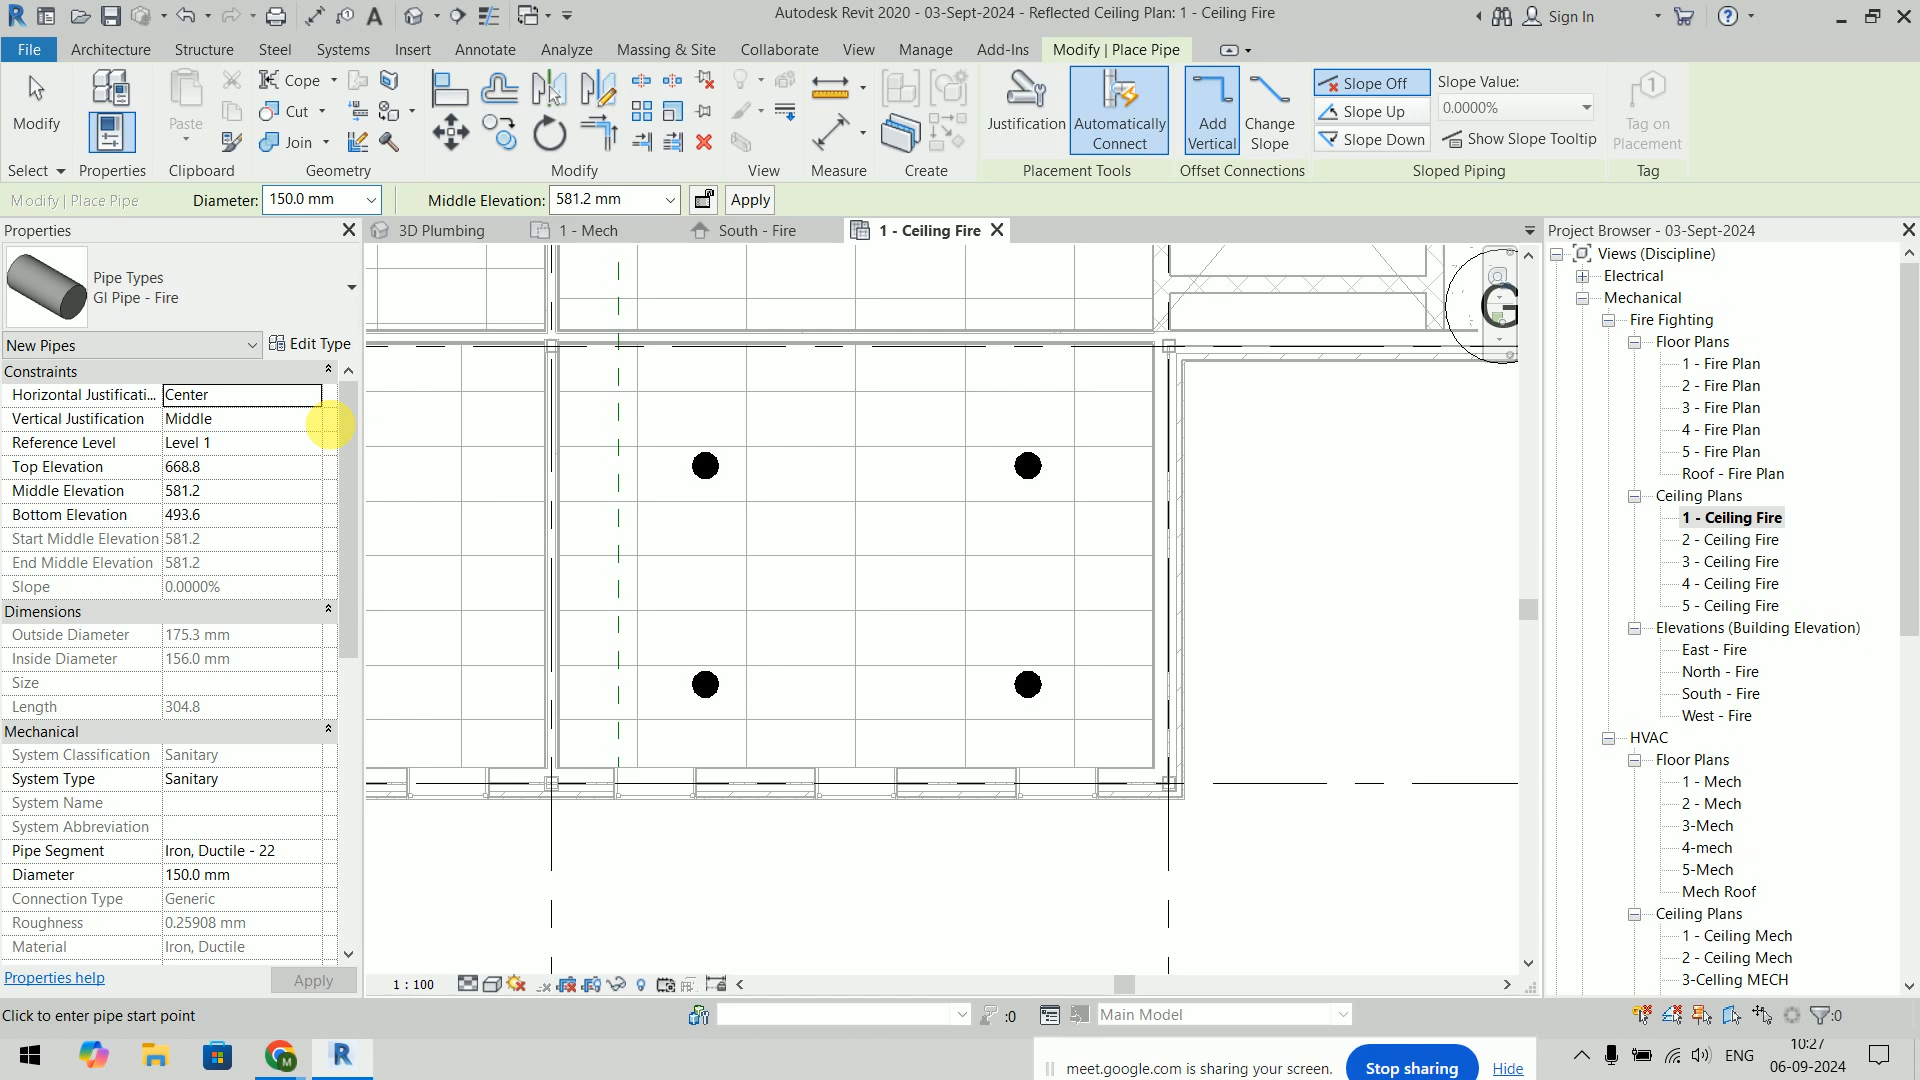 Autodesk Revit 2020 - 03-Sept-2024 - Reflected Ceiling Plan: 1 - Ceiling Fire
Sign In
File Architecture Structure Steel Systems Insert Annotate Analyze Massing & Site Collaborate View Manage Add-Ins Modify | Place Pipe
Modify
Paste
Cope
Cut
Join
Justification
Automatically Connect
Add Vertical
Change Slope
Slope Off
Slope Up
Slope Down
Slope Value:
0.0000%
Show Slope Tooltip
Tag on Placement
Select Properties Clipboard Geometry Modify View Measure Create Placement Tools Offset Connections Sloped Piping Tag
Modify | Place Pipe Diameter: 150.0 mm Middle Elevation: 581.2 mm Apply
Properties
3D Plumbing 1 - Mech South - Fire 1 - Ceiling Fire
Project Browser - 03-Sept-2024
Pipe Types
GI Pipe - Fire
New Pipes Edit Type
Constraints
Horizontal Justificati... Center
Vertical Justification Middle
Reference Level Level 1
Top Elevation 668.8
Middle Elevation 581.2
Bottom Elevation 493.6
Start Middle Elevation 581.2
End Middle Elevation 581.2
Slope 0.0000%
Dimensions
Outside Diameter 175.3 mm
Inside Diameter 156.0 mm
Size
Length 304.8
Mechanical
System Classification Sanitary
System Type Sanitary
System Name
System Abbreviation
Pipe Segment Iron, Ductile - 22
Diameter 150.0 mm
Connection Type Generic
Roughness 0.25908 mm
Material Iron, Ductile
Properties help Apply
G
Views (Discipline)
Electrical
Mechanical
Fire Fighting
Floor Plans
1 - Fire Plan
2 - Fire Plan
3 - Fire Plan
4 - Fire Plan
5 - Fire Plan
Roof - Fire Plan
Ceiling Plans
1 - Ceiling Fire
2 - Ceiling Fire
3 - Ceiling Fire
4 - Ceiling Fire
5 - Ceiling Fire
Elevations (Building Elevation)
East - Fire
North - Fire
South - Fire
West - Fire
HVAC
Floor Plans
1 - Mech
2 - Mech
3-Mech
4-mech
5-Mech
Mech Roof
Ceiling Plans
1 - Ceiling Mech
2 - Ceiling Mech
3-Celling MECH
1 : 100
Click to enter pipe start point
:0
Main Model
:0
meet.google.com is sharing your screen.
Stop sharing
Hide
ENG
10:27
06-09-2024